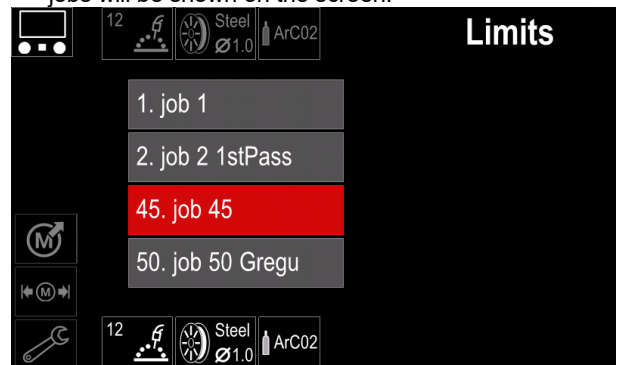 jobs will be shown on the screen.
12 Steel ArC02 Limits
Ø1.0
1. job 1
2. job 2 1stPass
45. job 45
M
50. job 50 Gregu
M
12 Steel ArC02
Ø1.0